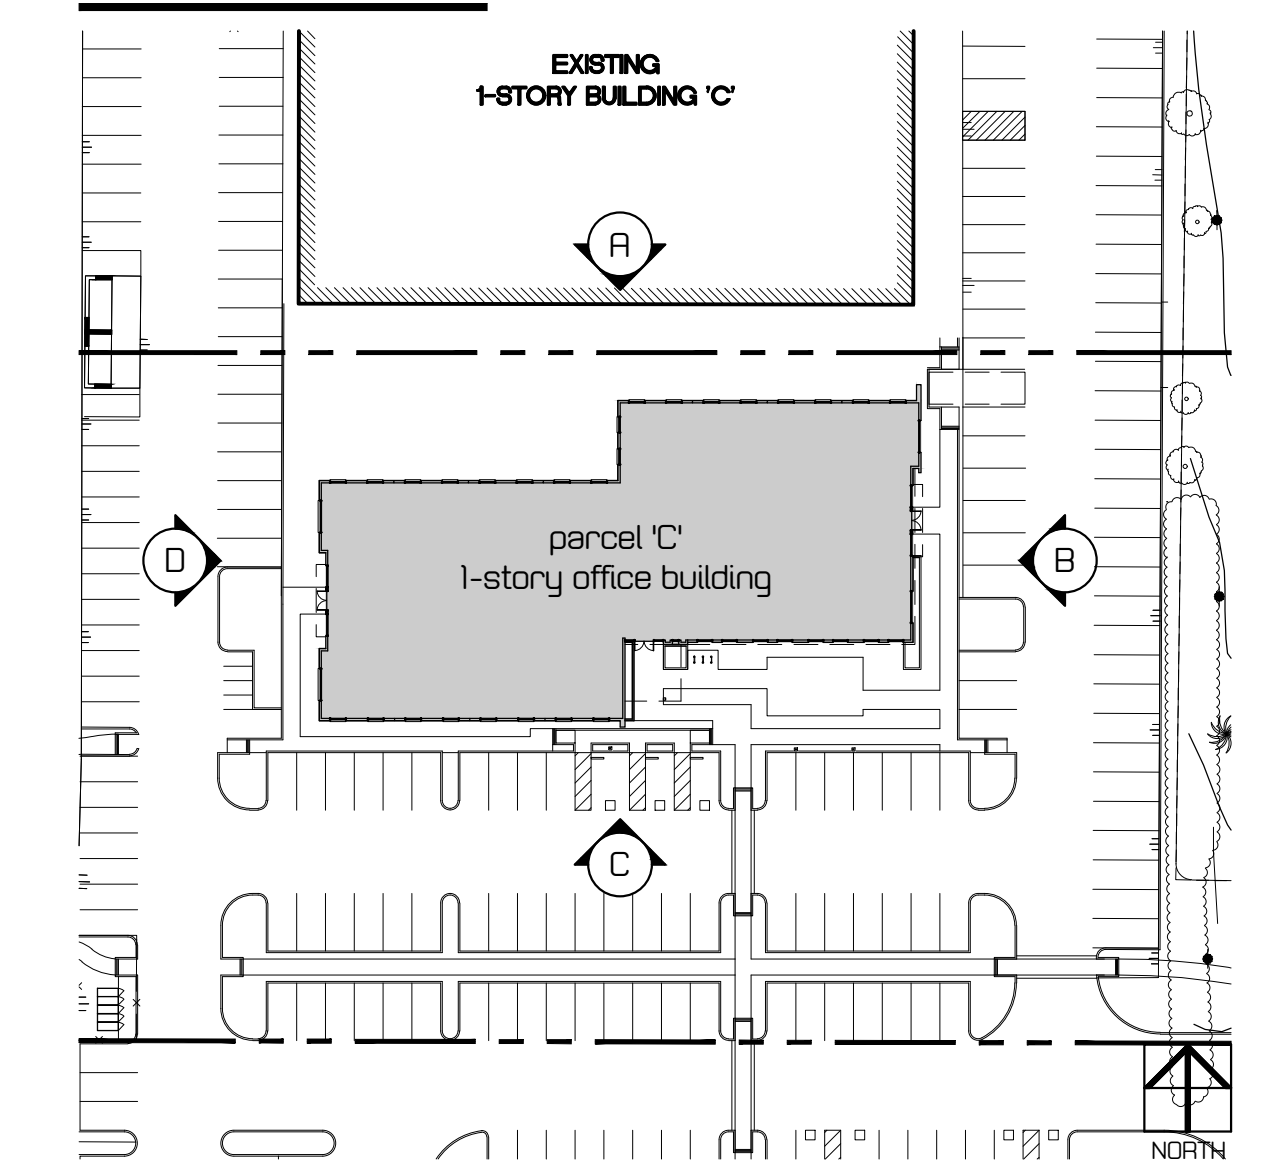 EXISTING
1-STORY BUILDING 'C'
A
parcel 'C'
1-story office building
D
B
C
NORTH